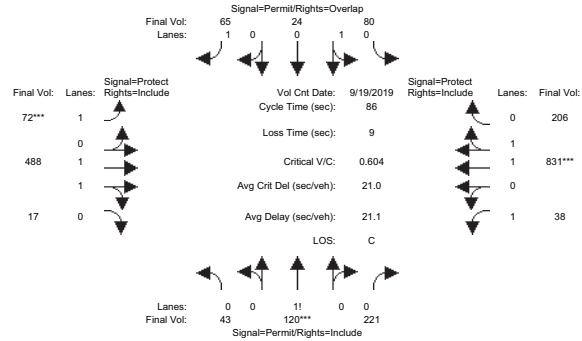 Signal=Permit/Rights=Overlap
Final Vol: 65 24 80
Lanes: 1 0 0 1 0
Signal=Protect
Final Vol: Lanes: Rights=Include
Vol Cnt Date: 9/19/2019
Signal=Protect
Rights=Include Lanes: Final Vol:
Cycle Time (sec): 86
72*** 1
0 206
Loss Time (sec): 9
0
1
488 1
Critical V/C: 0.604
1 831***
1
Avg Crit Del (sec/veh): 21.0
0
17 0
Avg Delay (sec/veh): 21.1
1 38
LOS: C
Lanes: 0 0 1! 0 0
Final Vol: 43 120*** 221
Signal=Permit/Rights=Include